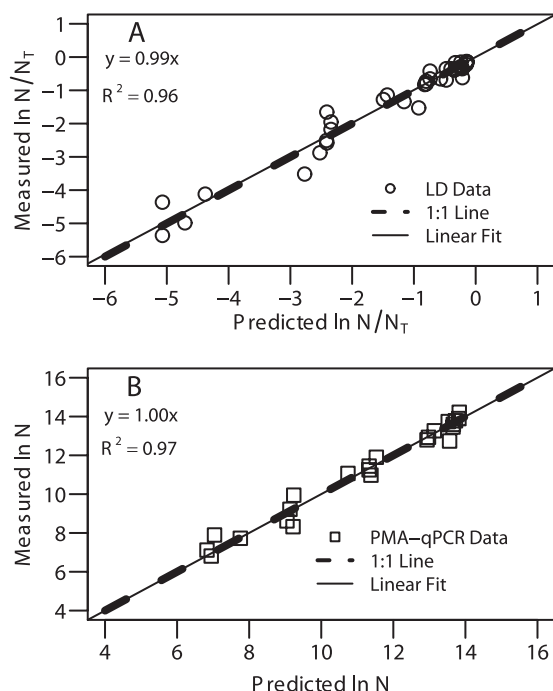 A
y = 0.99x
R² = 0.96
Measured ln N/N_T
1
0
−1
−2
−3
−4
−5
−6
LD Data
1:1 Line
Linear Fit
−6 −5 −4 −3 −2 −1 0 1
Predicted ln N/N_T
B
y = 1.00x
R² = 0.97
Measured ln N
16
14
12
10
8
6
4
PMA−qPCR Data
1:1 Line
Linear Fit
4 6 8 10 12 14 16
Predicted ln N